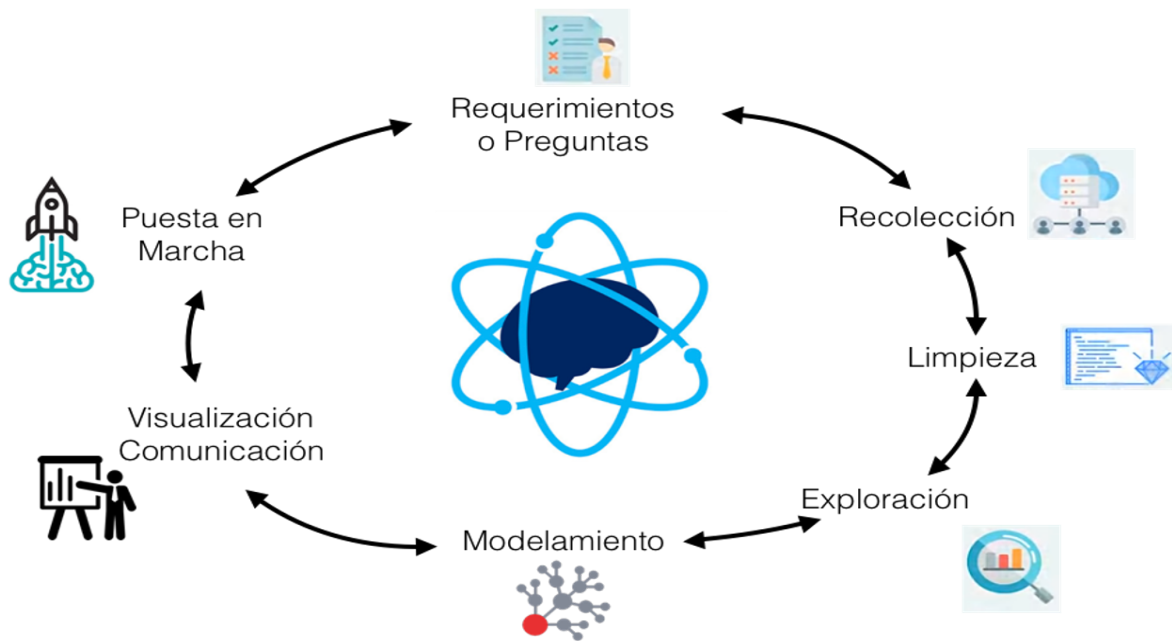 Requerimientos
o Preguntas
Recolección
Limpieza
Exploración
Modelamiento
Visualización
Comunicación
Puesta en
Marcha